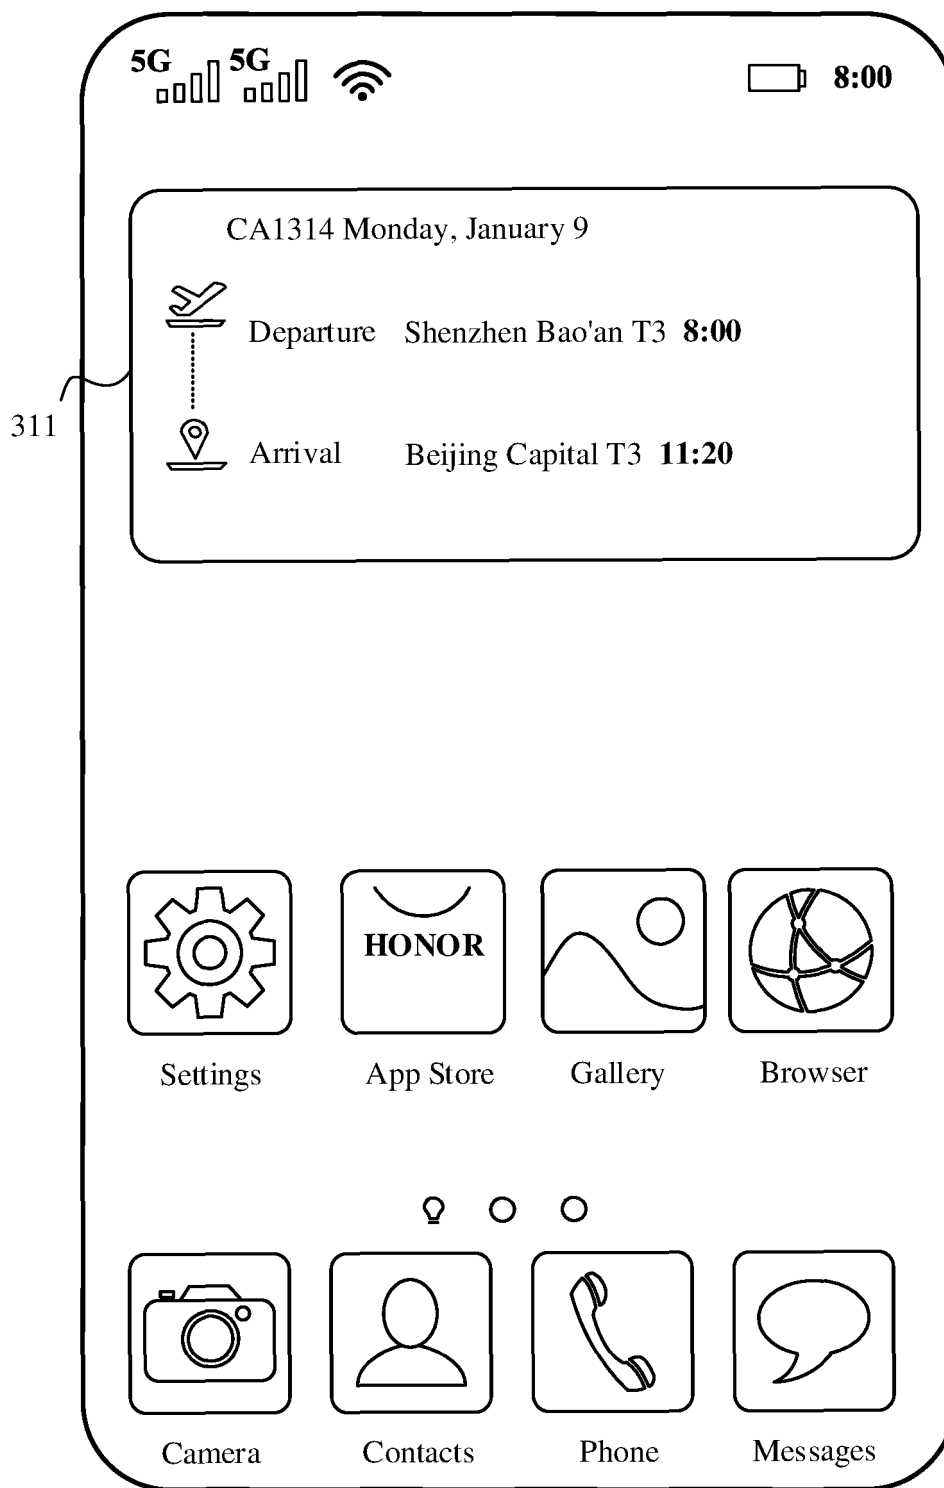 5G 5G 8:00
CA1314 Monday, January 9
Departure Shenzhen Bao'an T3 8:00
311
Arrival Beijing Capital T3 11:20
HONOR
Settings App Store Gallery Browser
Camera Contacts Phone Messages